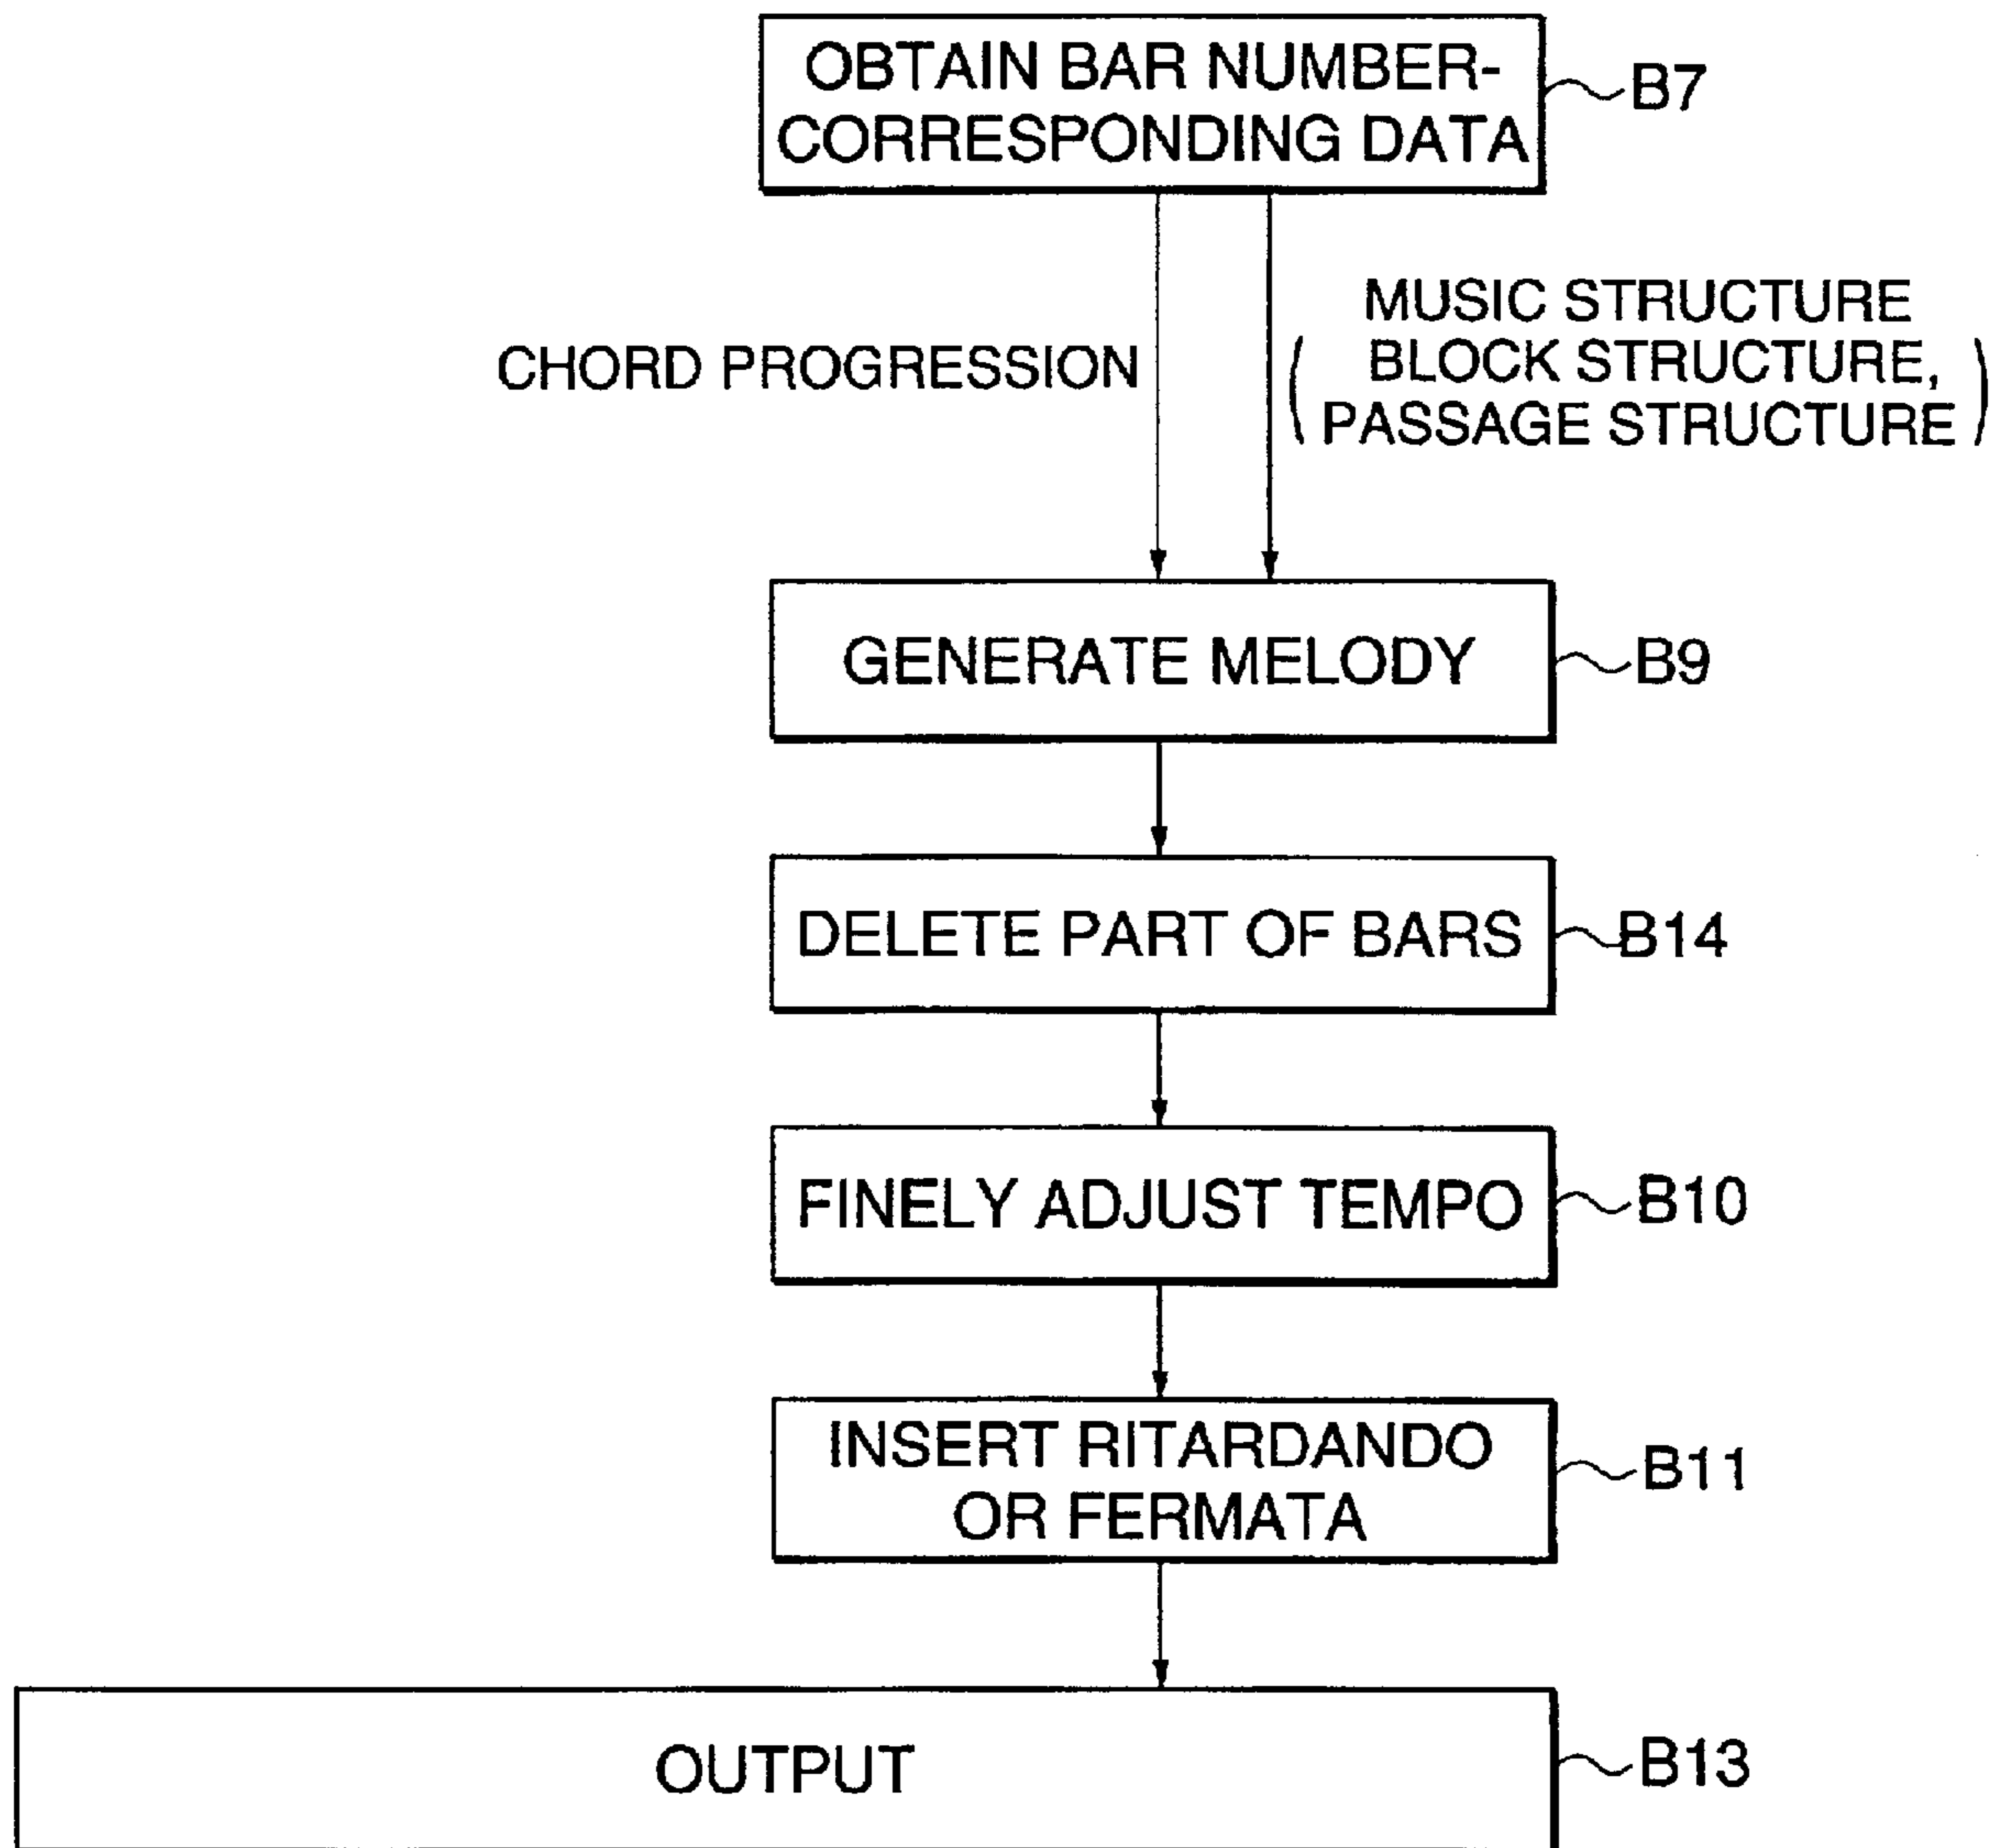 OBTAIN BAR NUMBER-
CORRESPONDING DATA
B7
CHORD PROGRESSION
MUSIC STRUCTURE
( BLOCK STRUCTURE,
PASSAGE STRUCTURE )
GENERATE MELODY
B9
DELETE PART OF BARS
B14
FINELY ADJUST TEMPO
B10
INSERT RITARDANDO
OR FERMATA
B11
OUTPUT
B13